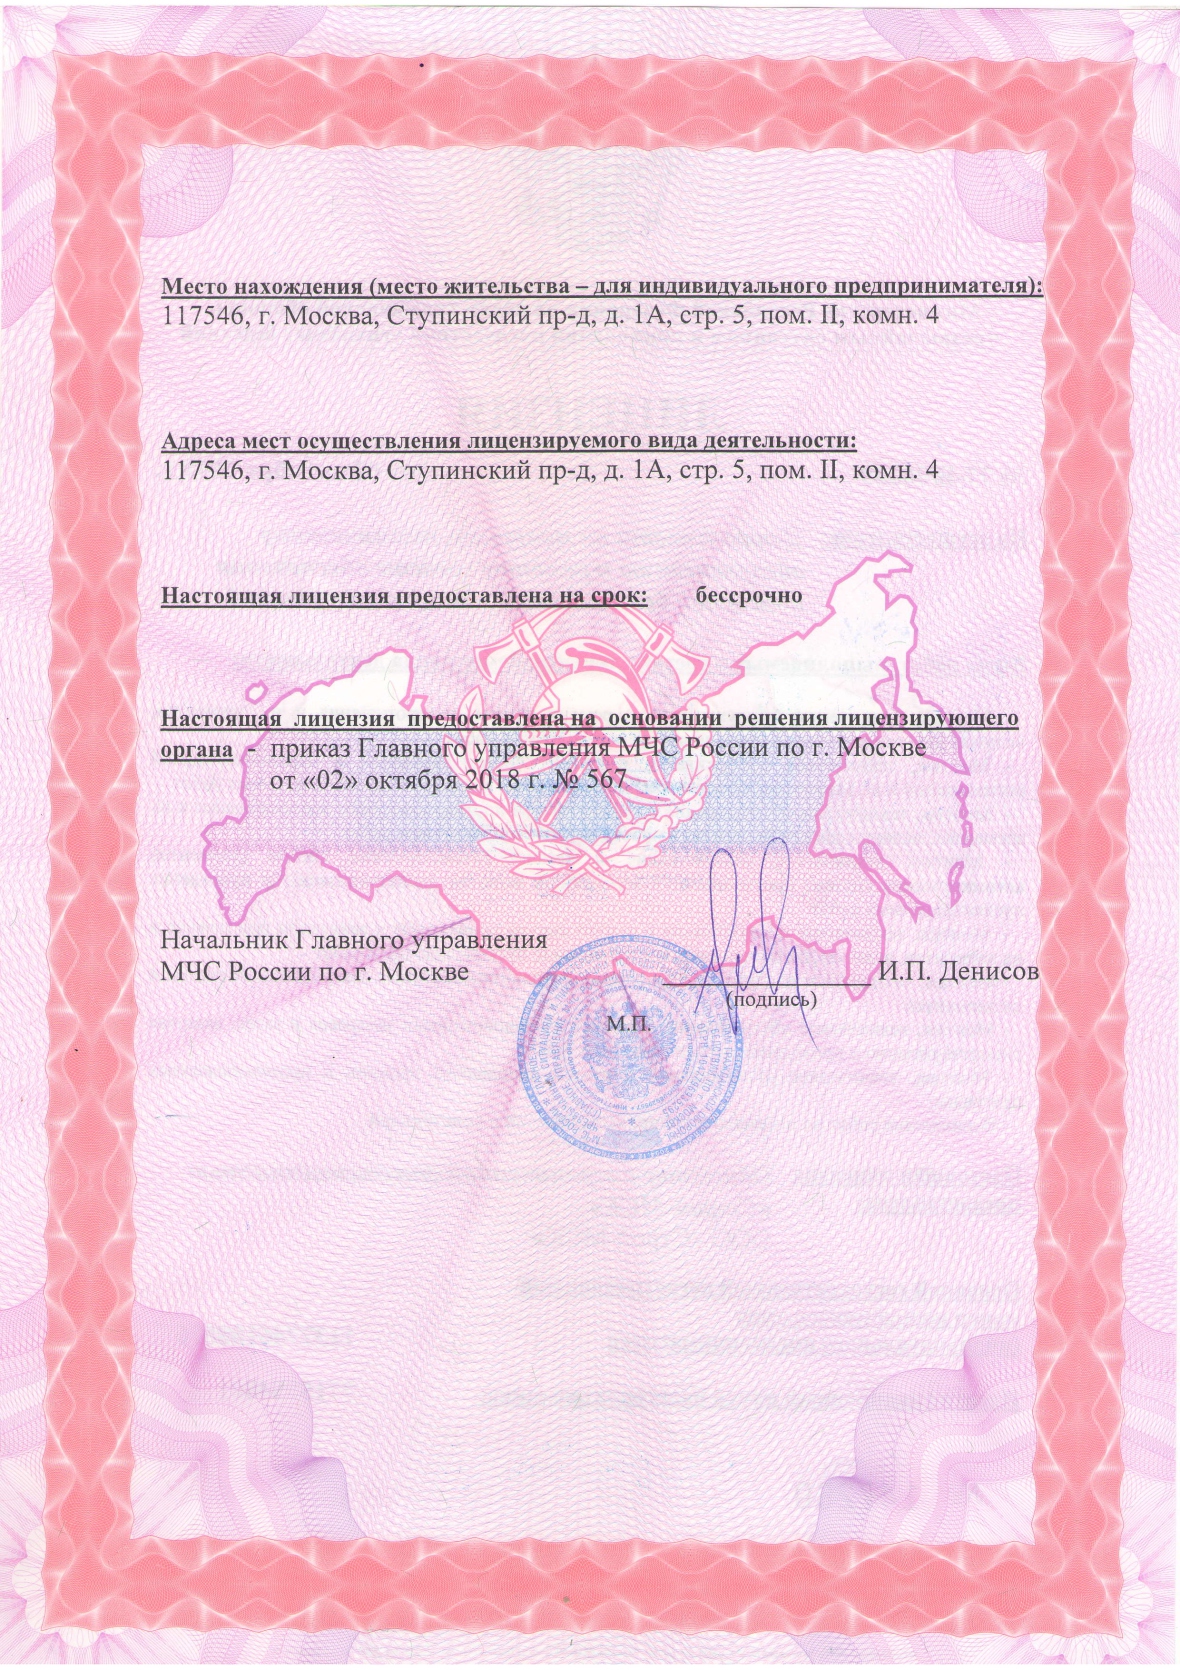 Место нахождения (место жительства – для индивидуального предпринимателя):
117546, г. Москва, Ступинский пр-д, д. 1А, стр. 5, пом. II, комн. 4
Адреса мест осуществления лицензируемого вида деятельности:
117546, г. Москва, Ступинский пр-д, д. 1А, стр. 5, пом. II, комн. 4
Настоящая лицензия предоставлена на срок: бессрочно
Настоящая лицензия предоставлена на основании решения лицензирующего
органа - приказ Главного управления МЧС России по г. Москве
от «02» октября 2018 г. № 567
Начальник Главного управления
МЧС России по г. Москве И.П. Денисов
(подпись)
М.П.